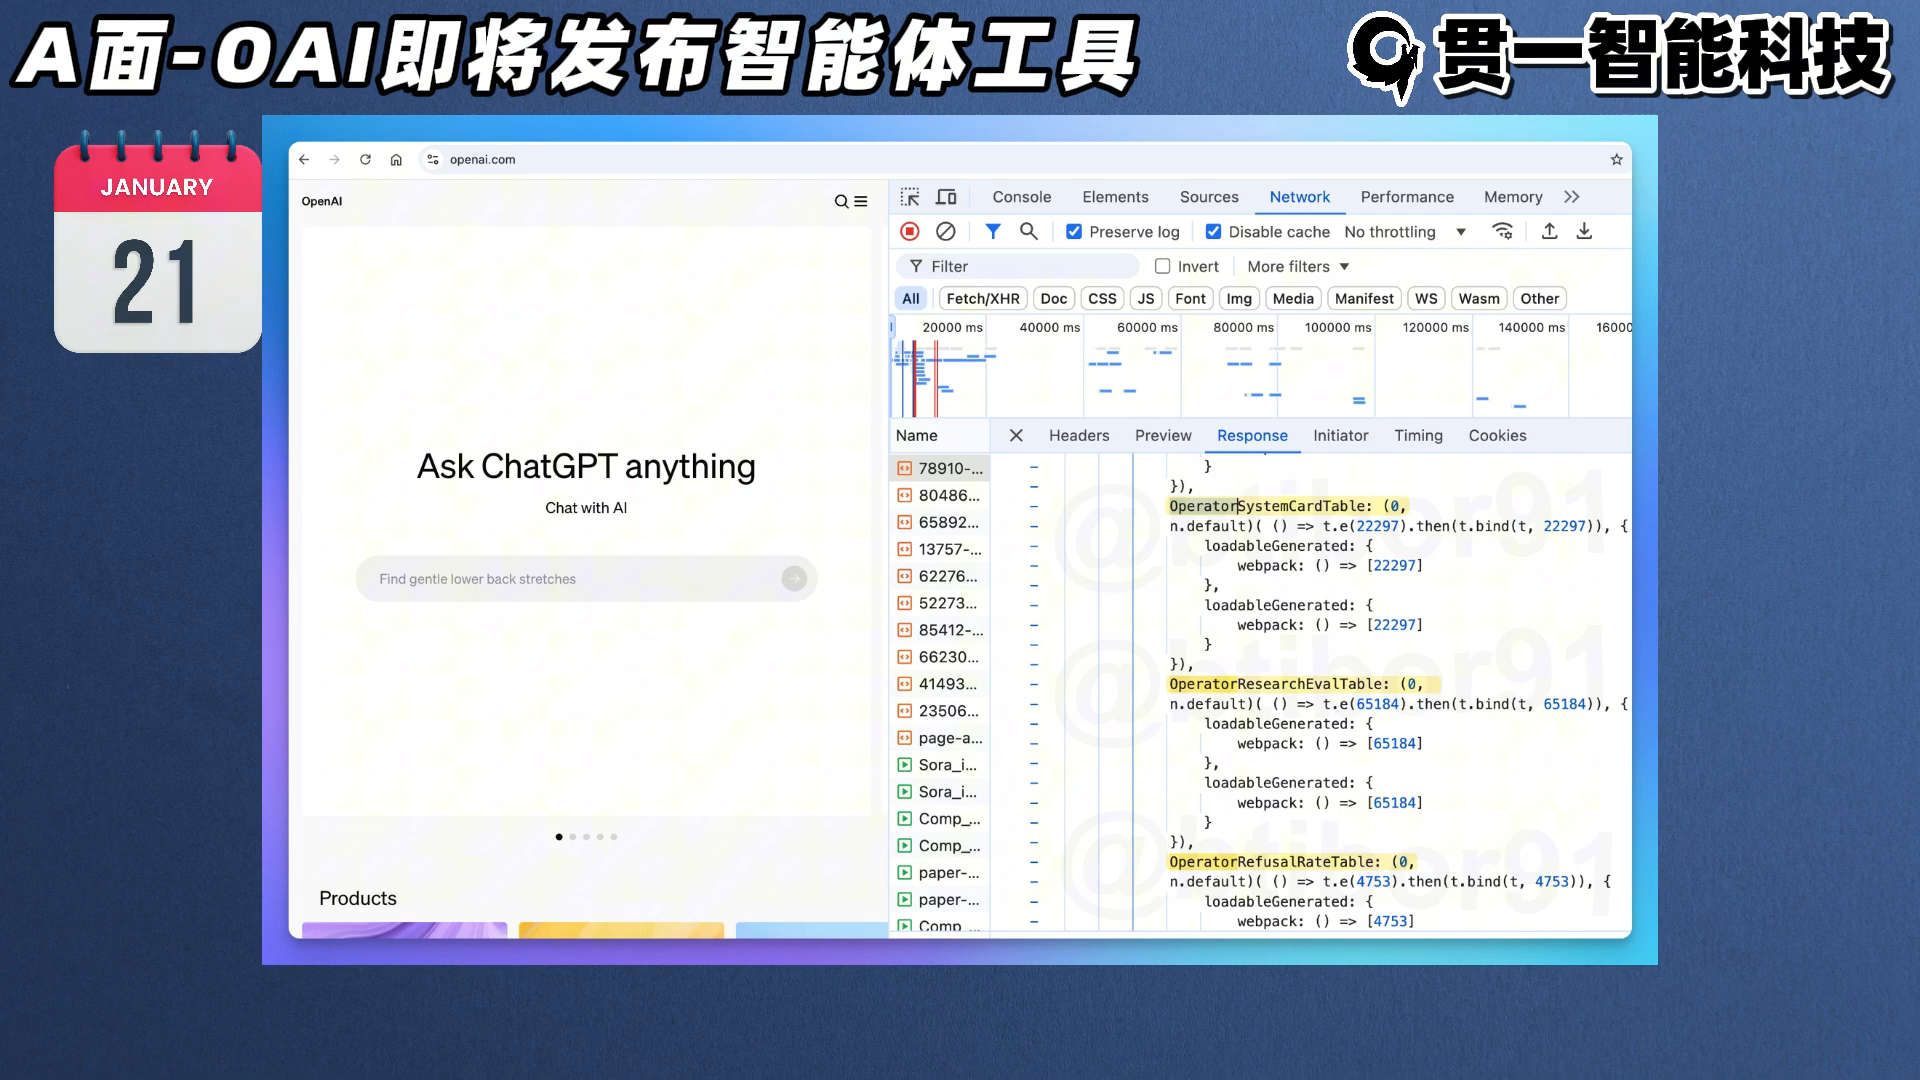 A面-OAI即将发布智能体工具
贯一智能科技
JANUARY
21
openai.com
OpenAI
Ask ChatGPT anything
Chat with AI
Find gentle lower back stretches
Products
Console Elements Sources Network Performance Memory
Preserve log Disable cache No throttling
Filter Invert More filters
All Fetch/XHR Doc CSS JS Font Img Media Manifest WS Wasm Other
20000 ms 40000 ms 60000 ms 80000 ms 100000 ms 120000 ms 140000 ms 16000
Name Headers Preview Response Initiator Timing Cookies
78910-...
80486...
65892...
13757-...
62276...
52273...
85412-...
66230...
41493...
23506...
page-a...
Sora_i...
Sora_i...
Comp_...
Comp_...
paper-...
paper-...
Comp_...
}
}),
OperatorSystemCardTable: (0,
n.default)( () => t.e(22297).then(t.bind(t, 22297)), {
loadableGenerated: {
webpack: () => [22297]
},
loadableGenerated: {
webpack: () => [22297]
}
}),
OperatorResearchEvalTable: (0,
n.default)( () => t.e(65184).then(t.bind(t, 65184)), {
loadableGenerated: {
webpack: () => [65184]
},
loadableGenerated: {
webpack: () => [65184]
}
}),
OperatorRefusalRateTable: (0,
n.default)( () => t.e(4753).then(t.bind(t, 4753)), {
loadableGenerated: {
webpack: () => [4753]
@btibor91
@btibor91
@btibor91